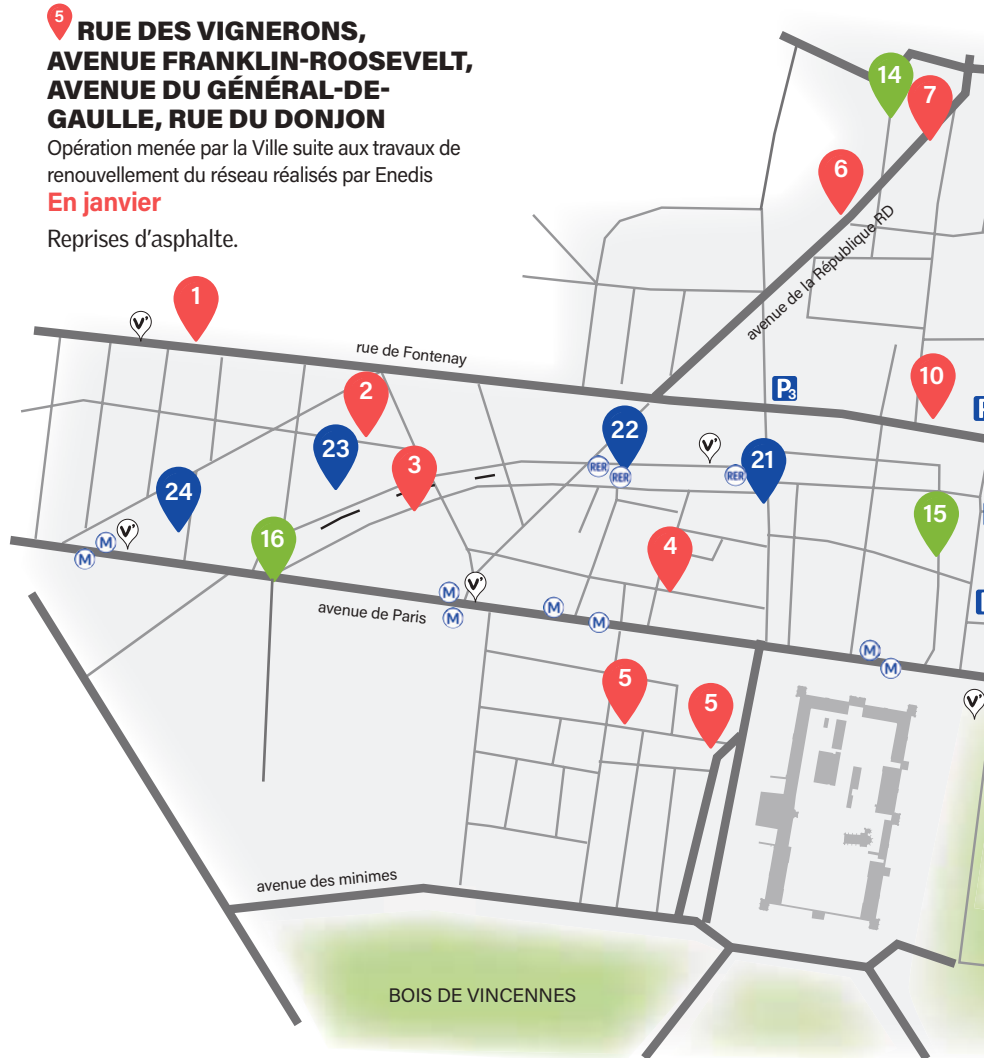 5 RUE DES VIGNERONS,
AVENUE FRANKLIN-ROOSEVELT,
AVENUE DU GÉNÉRAL-DE-
GAULLE, RUE DU DONJON
Opération menée par la Ville suite aux travaux de
renouvellement du réseau réalisés par Enedis
En janvier
Reprises d'asphalte.
14
7
6
avenue de la République RD
1
V'
rue de Fontenay
2
P3
10
P
23
22
V'
21
3
RER
RER
RER
24
15
V'
16
4
M
M
avenue de Paris
M
V'
M
M
M
M
M
5
5
V'
avenue des minimes
BOIS DE VINCENNES